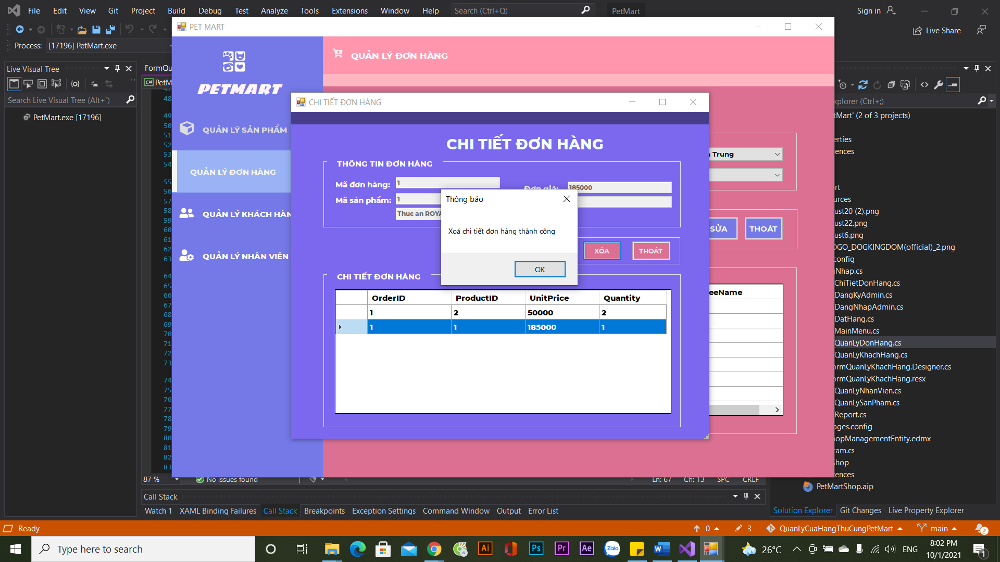 File Edit View Git Project Build Debug Test Analyze Tools Extensions Window Help Search (Ctrl+Q) PetMart Sign in
Live Share
Process: [17196] PetMart.exe
PET MART
Live Visual Tree
Search Live Visual Tree (Alt+`)
PetMart.exe [17196]
FormQu
C# PetM
48
49
50
51
52
53
54
55
56
57
58
59
60
61
62
63
64
65
66
67
68
69
70
71
72
73
74
75
76
77
78
79
80
81
82
83
PETMART
QUẢN LÝ SẢN PHẨM
QUẢN LÝ ĐƠN HÀNG
QUẢN LÝ KHÁCH HÀN
QUẢN LÝ NHÂN VIÊN
QUẢN LÝ ĐƠN HÀNG
Trung
SỬA THOÁT
eeName
CHI TIẾT ĐƠN HÀNG
CHI TIẾT ĐƠN HÀNG
THÔNG TIN ĐƠN HÀNG
Mã đơn hàng: 1
Đơn giá: 185000
Mã sản phẩm: 1
Thuc an ROYA
XÓA THOÁT
CHI TIẾT ĐƠN HÀNG
OrderID ProductID UnitPrice Quantity
1 2 50000 2
1 1 185000 1
Thông báo
Xoá chi tiết đơn hàng thành công
OK
xplorer (Ctrl+;)
tMart' (2 of 3 projects)
erties
ences
rt
urces
ust20 (2).png
ust22.png
ust6.png
OGO_DOGKINGDOM(official)_2.png
config
gNhap.cs
ChiTietDonHang.cs
DangKyAdmin.cs
DangNhapAdmin.cs
DatHang.cs
MainMenu.cs
QuanLyDonHang.cs
QuanLyKhachHang.cs
ormQuanLyKhachHang.Designer.cs
ormQuanLyKhachHang.resx
QuanLyNhanVien.cs
QuanLySanPham.cs
Report.cs
ages.config
hopManagementEntity.edmx
ram.cs
Shop
ences
PetMartShop.aip
87 % No issues found Ln: 67 Ch: 13 SPC CRLF
Call Stack
Watch 1 XAML Binding Failures Call Stack Breakpoints Exception Settings Command Window Output Error List
Solution Explorer Git Changes Live Property Explorer
Ready 0 3 QuanLyCuaHangThuCungPetMart main 2
Type here to search
Ai Ps Pr Ae Zalo
26°C ENG
8:02 PM
10/1/2021
1